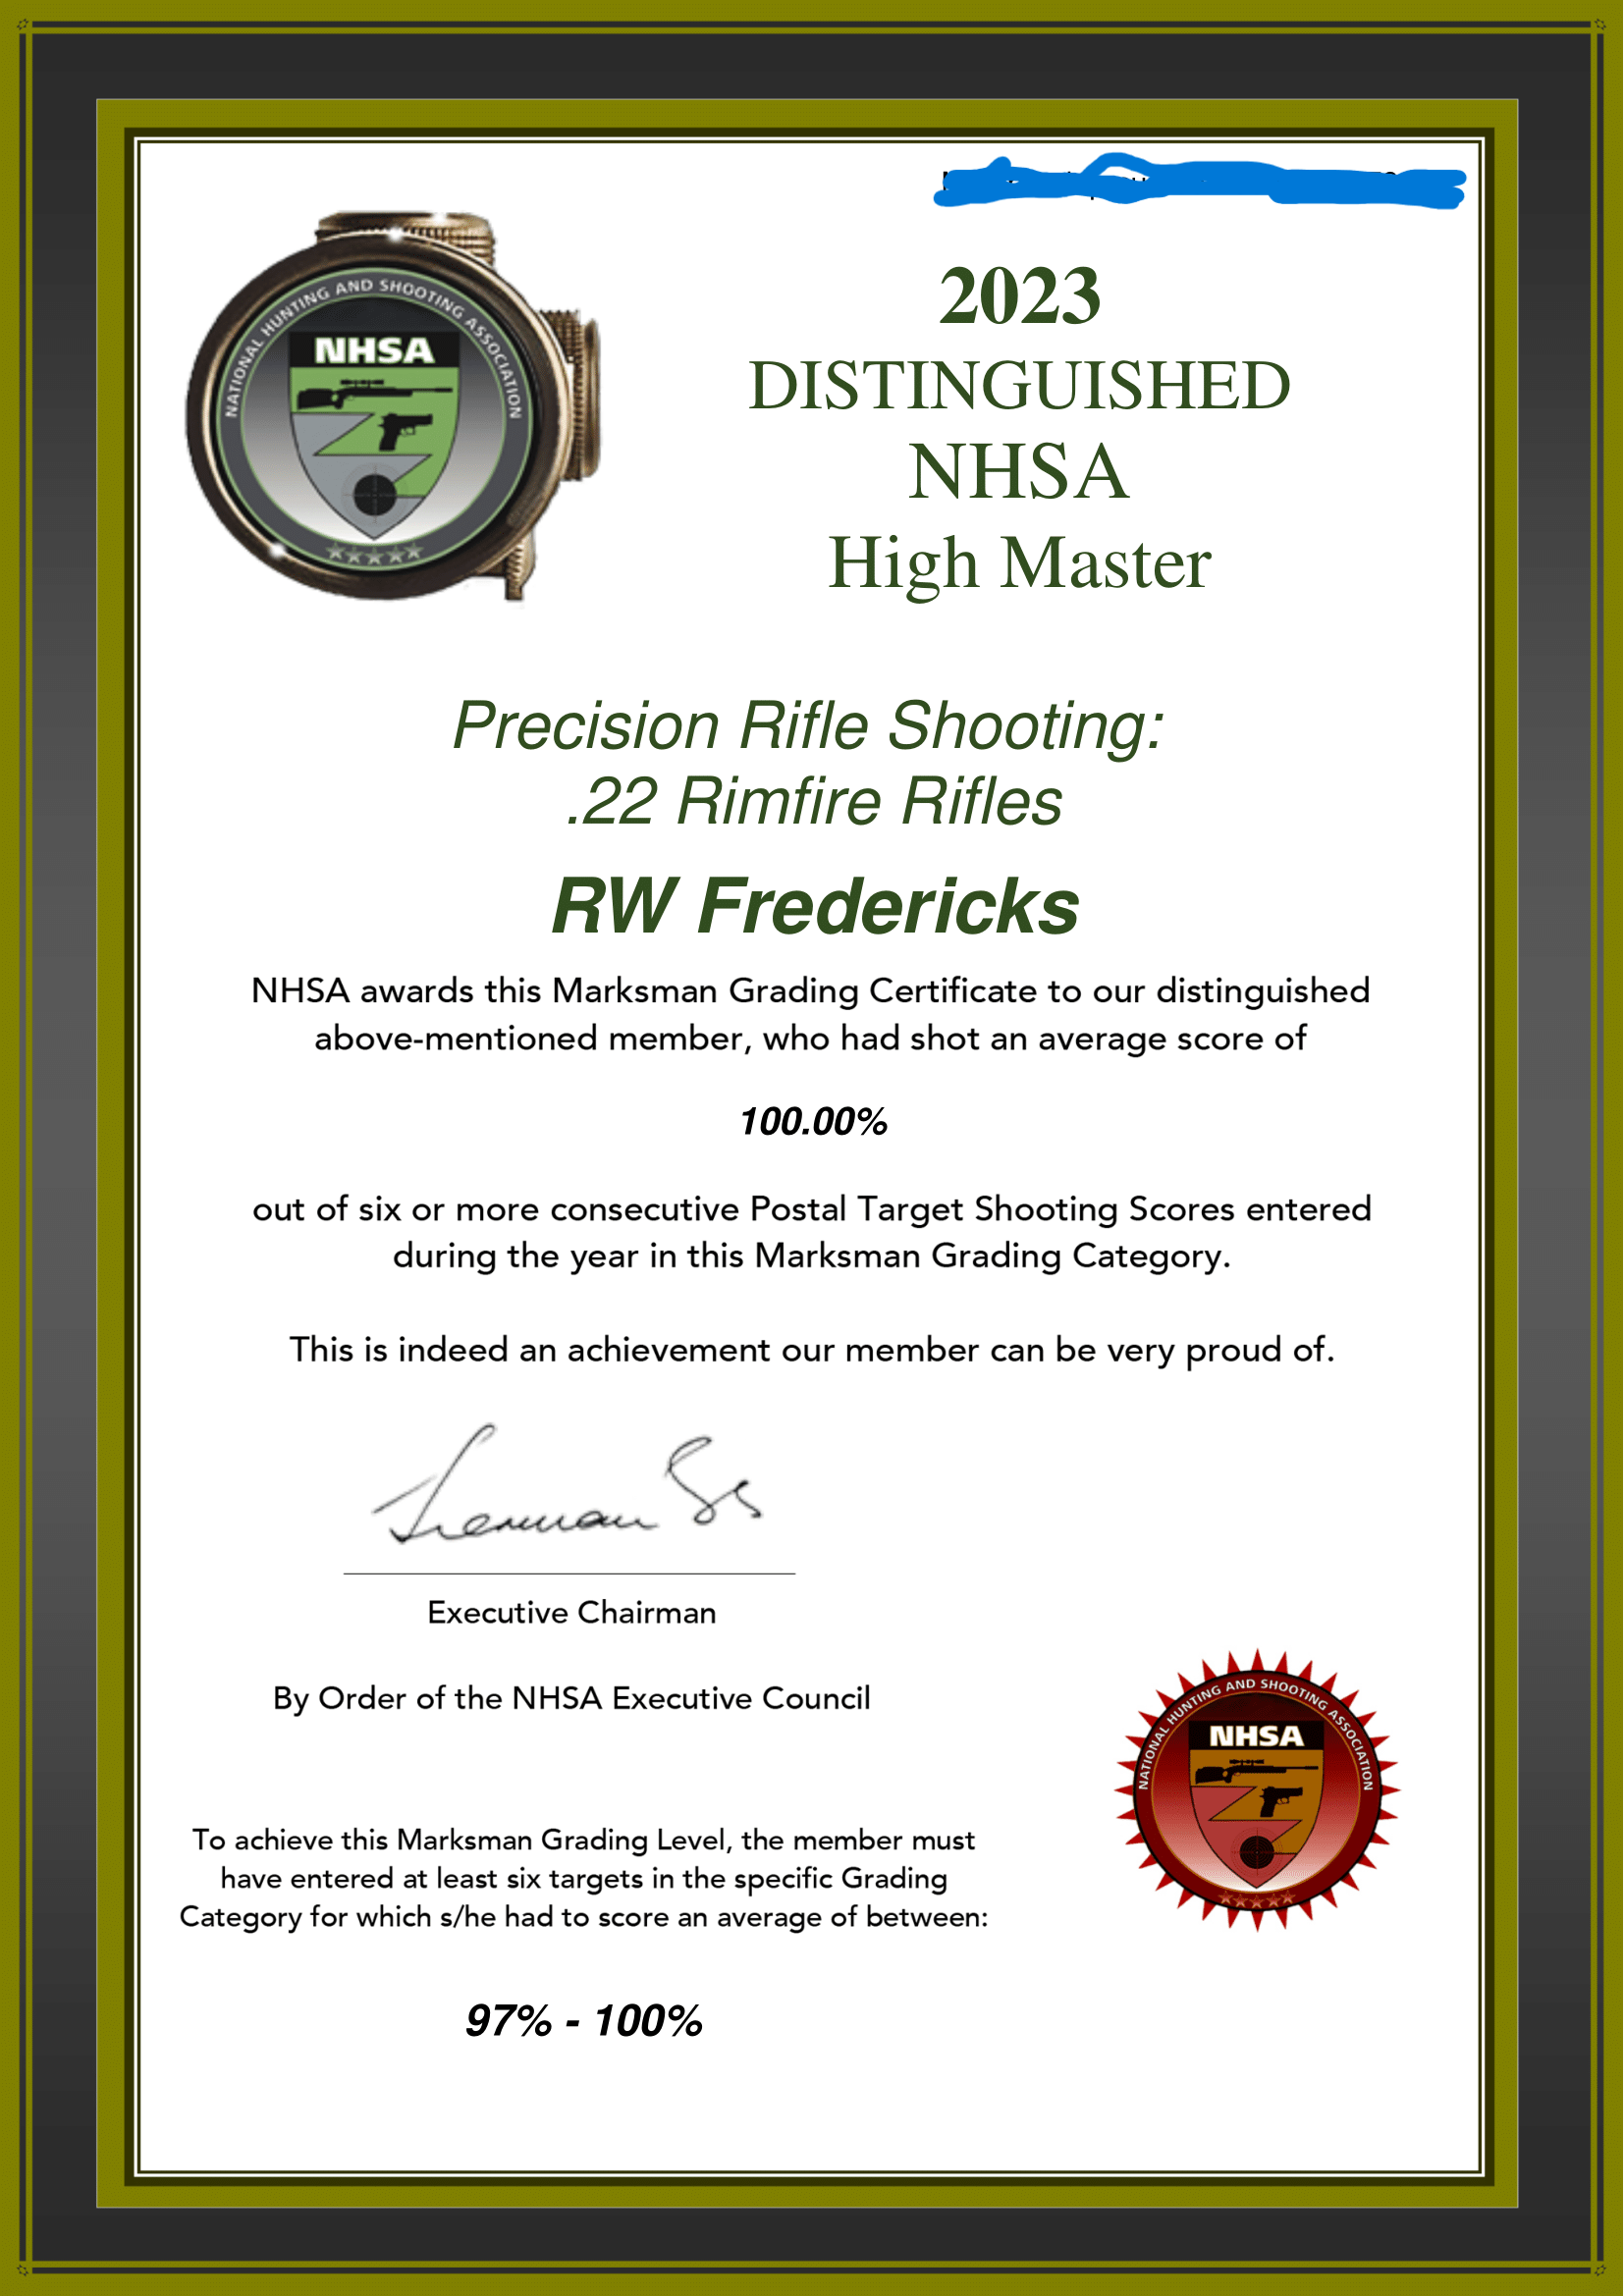 NATIONAL HUNTING AND SHOOTING ASSOCIATION
NHSA
2023
DISTINGUISHED
NHSA
High Master
Precision Rifle Shooting:
.22 Rimfire Rifles
RW Fredericks
NHSA awards this Marksman Grading Certificate to our distinguished
above-mentioned member, who had shot an average score of
100.00%
out of six or more consecutive Postal Target Shooting Scores entered
during the year in this Marksman Grading Category.
This is indeed an achievement our member can be very proud of.
Executive Chairman
By Order of the NHSA Executive Council
NATIONAL HUNTING AND SHOOTING ASSOCIATION
NHSA
To achieve this Marksman Grading Level, the member must
have entered at least six targets in the specific Grading
Category for which s/he had to score an average of between:
97% - 100%